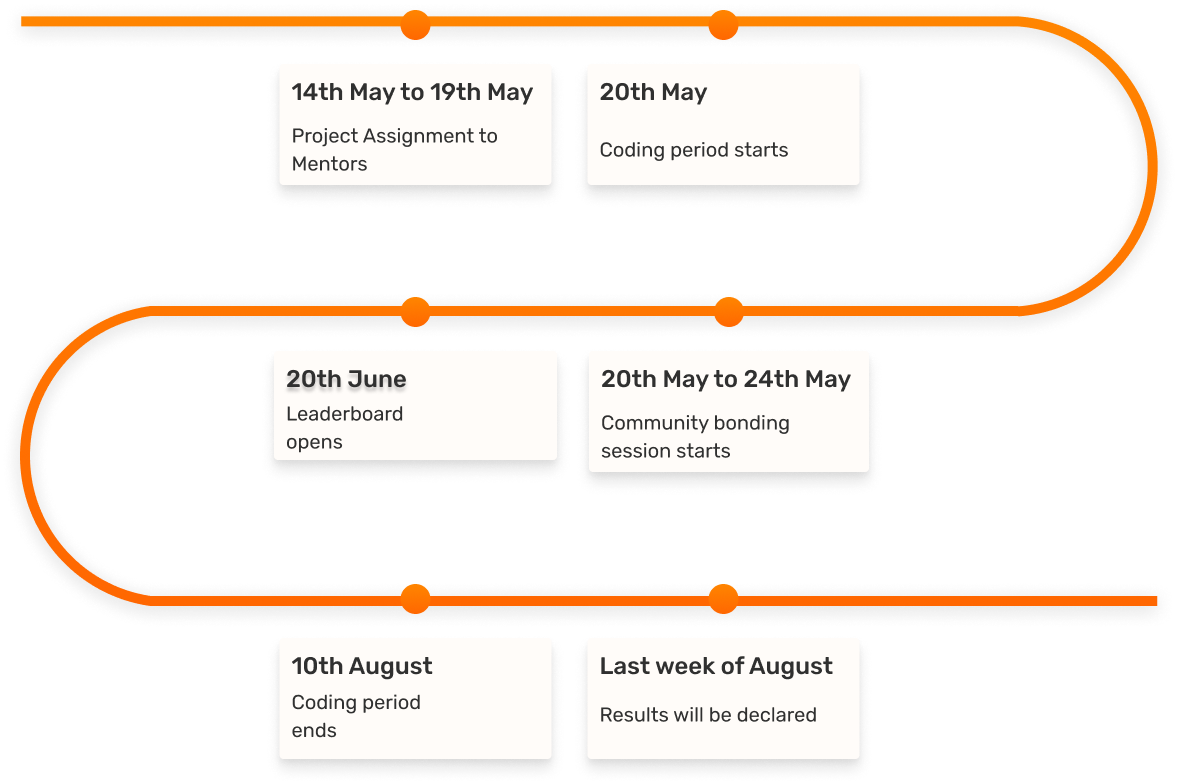 14th May to 19th May
Project Assignment to
Mentors
20th May
Coding period starts
20th June
Leaderboard
opens
20th May to 24th May
Community bonding
session starts
10th August
Coding period
ends
Last week of August
Results will be declared